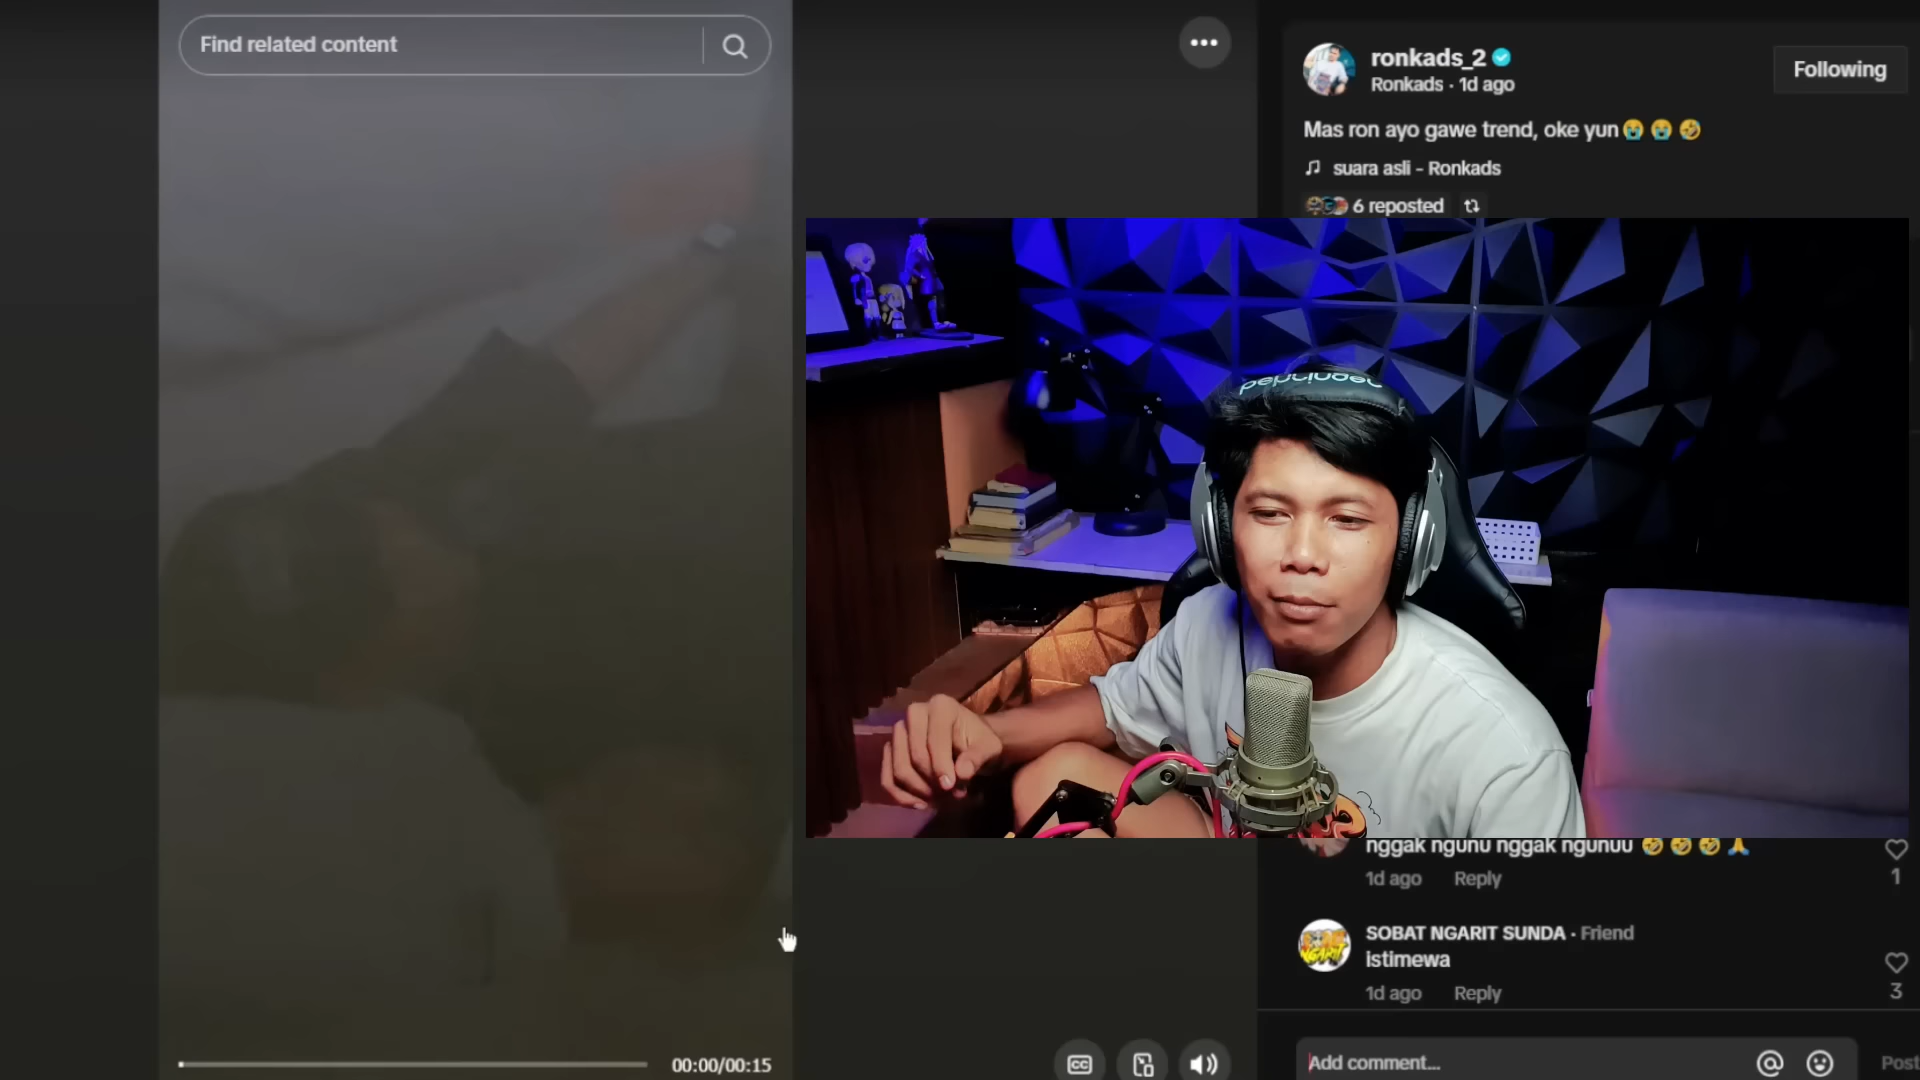 Find related content
ronkads_2
Ronkads · 1d ago
Following
Mas ron ayo gawe trend, oke yun😭😭🤣
suara asli - Ronkads
6 reposted
behringer
nggak ngunu nggak ngunuu 🤣🤣🤣🙏
1d ago Reply
1
SOBAT NGARIT SUNDA · Friend
istimewa
1d ago Reply
3
00:00/00:15
CC
Add comment...
Post